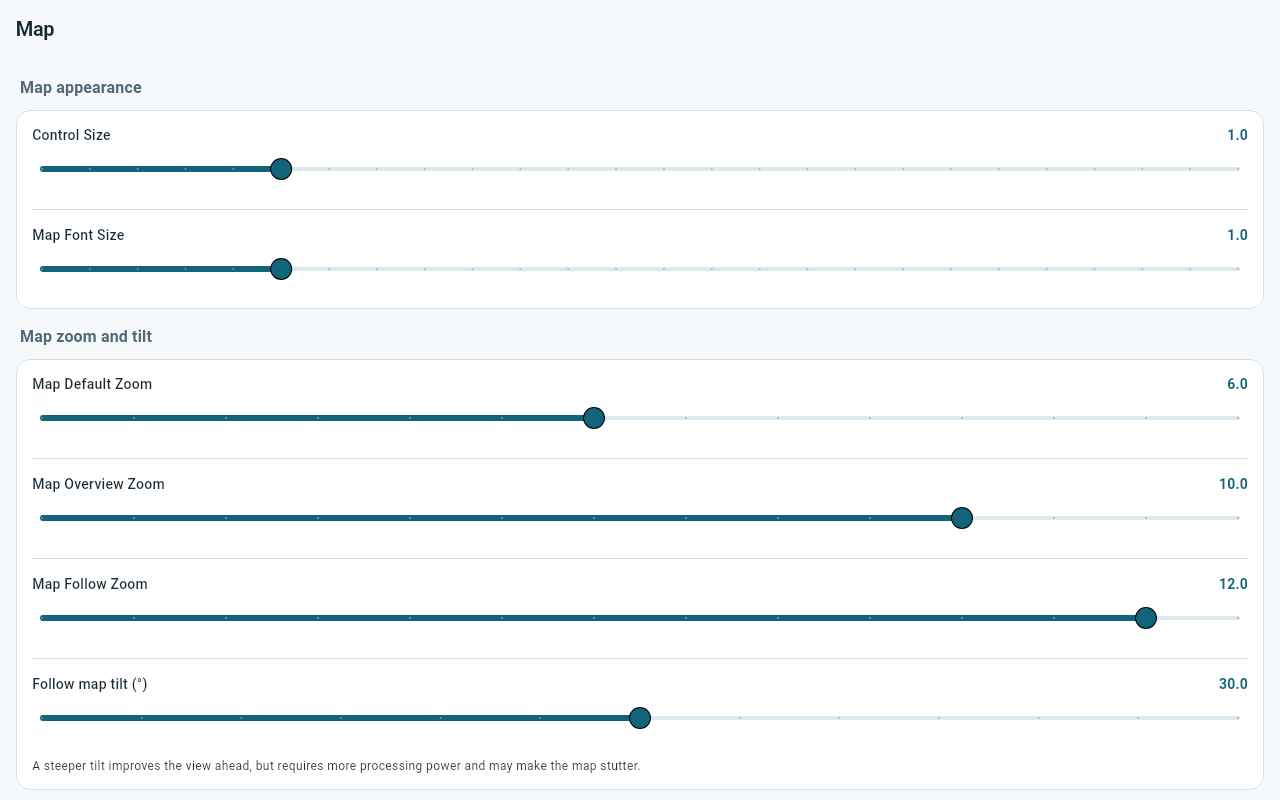 Map
Map appearance
Control Size
1.0
Map Font Size
1.0
Map zoom and tilt
Map Default Zoom
6.0
Map Overview Zoom
10.0
Map Follow Zoom
12.0
Follow map tilt (°)
30.0
A steeper tilt improves the view ahead, but requires more processing power and may make the map stutter.